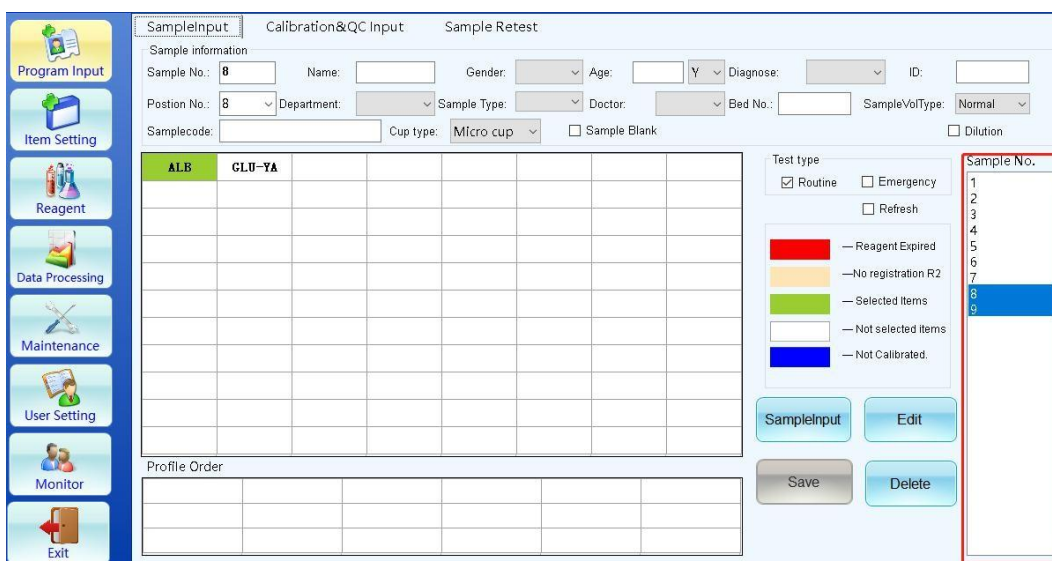 SampleInput Calibration&QC Input Sample Retest
Sample information
Program Input
Sample No.: 8 Name: Gender: Age: Y Diagnose: ID:
Postion No.: 8 Department: Sample Type: Doctor: Bed No.: SampleVolType: Normal
Samplecode: Cup type: Micro cup Sample Blank Dilution
Item Setting
Reagent
Data Processing
Maintenance
User Setting
Monitor
Exit
ALB GLU-YA
Profile Order
Test type
Routine Emergency
Refresh
— Reagent Expired
—No registration R2
— Selected Items
— Not selected items
— Not Calibrated.
SampleInput Edit
Save Delete
Sample No.
1
2
3
4
5
6
7
8
9